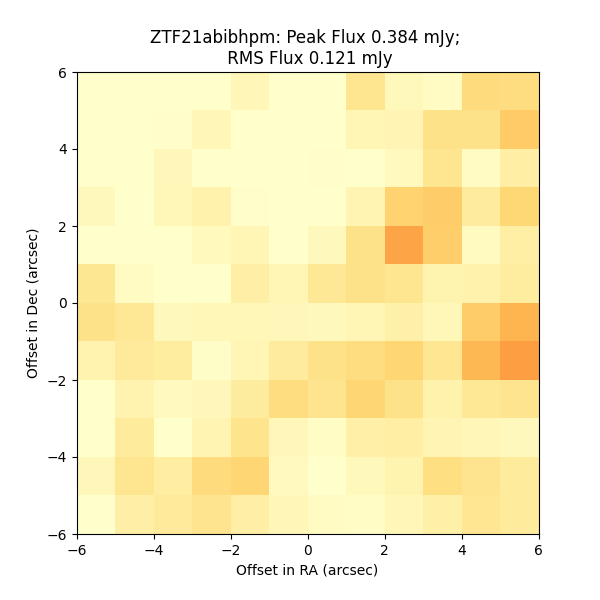 ZTF21abibhpm: Peak Flux 0.384 mJy;
RMS Flux 0.121 mJy
6
4
2
0
−2
−4
−6
Offset in Dec (arcsec)
−6 −4 −2 0 2 4 6
Offset in RA (arcsec)